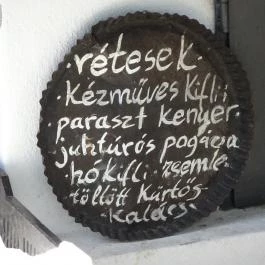 · rétesek ·
· kézműves kifli
· paraszt kenyér ·
juhtúrós pogácsa
· hókifli · zsemle ·
töltött kürtős
kalács ·